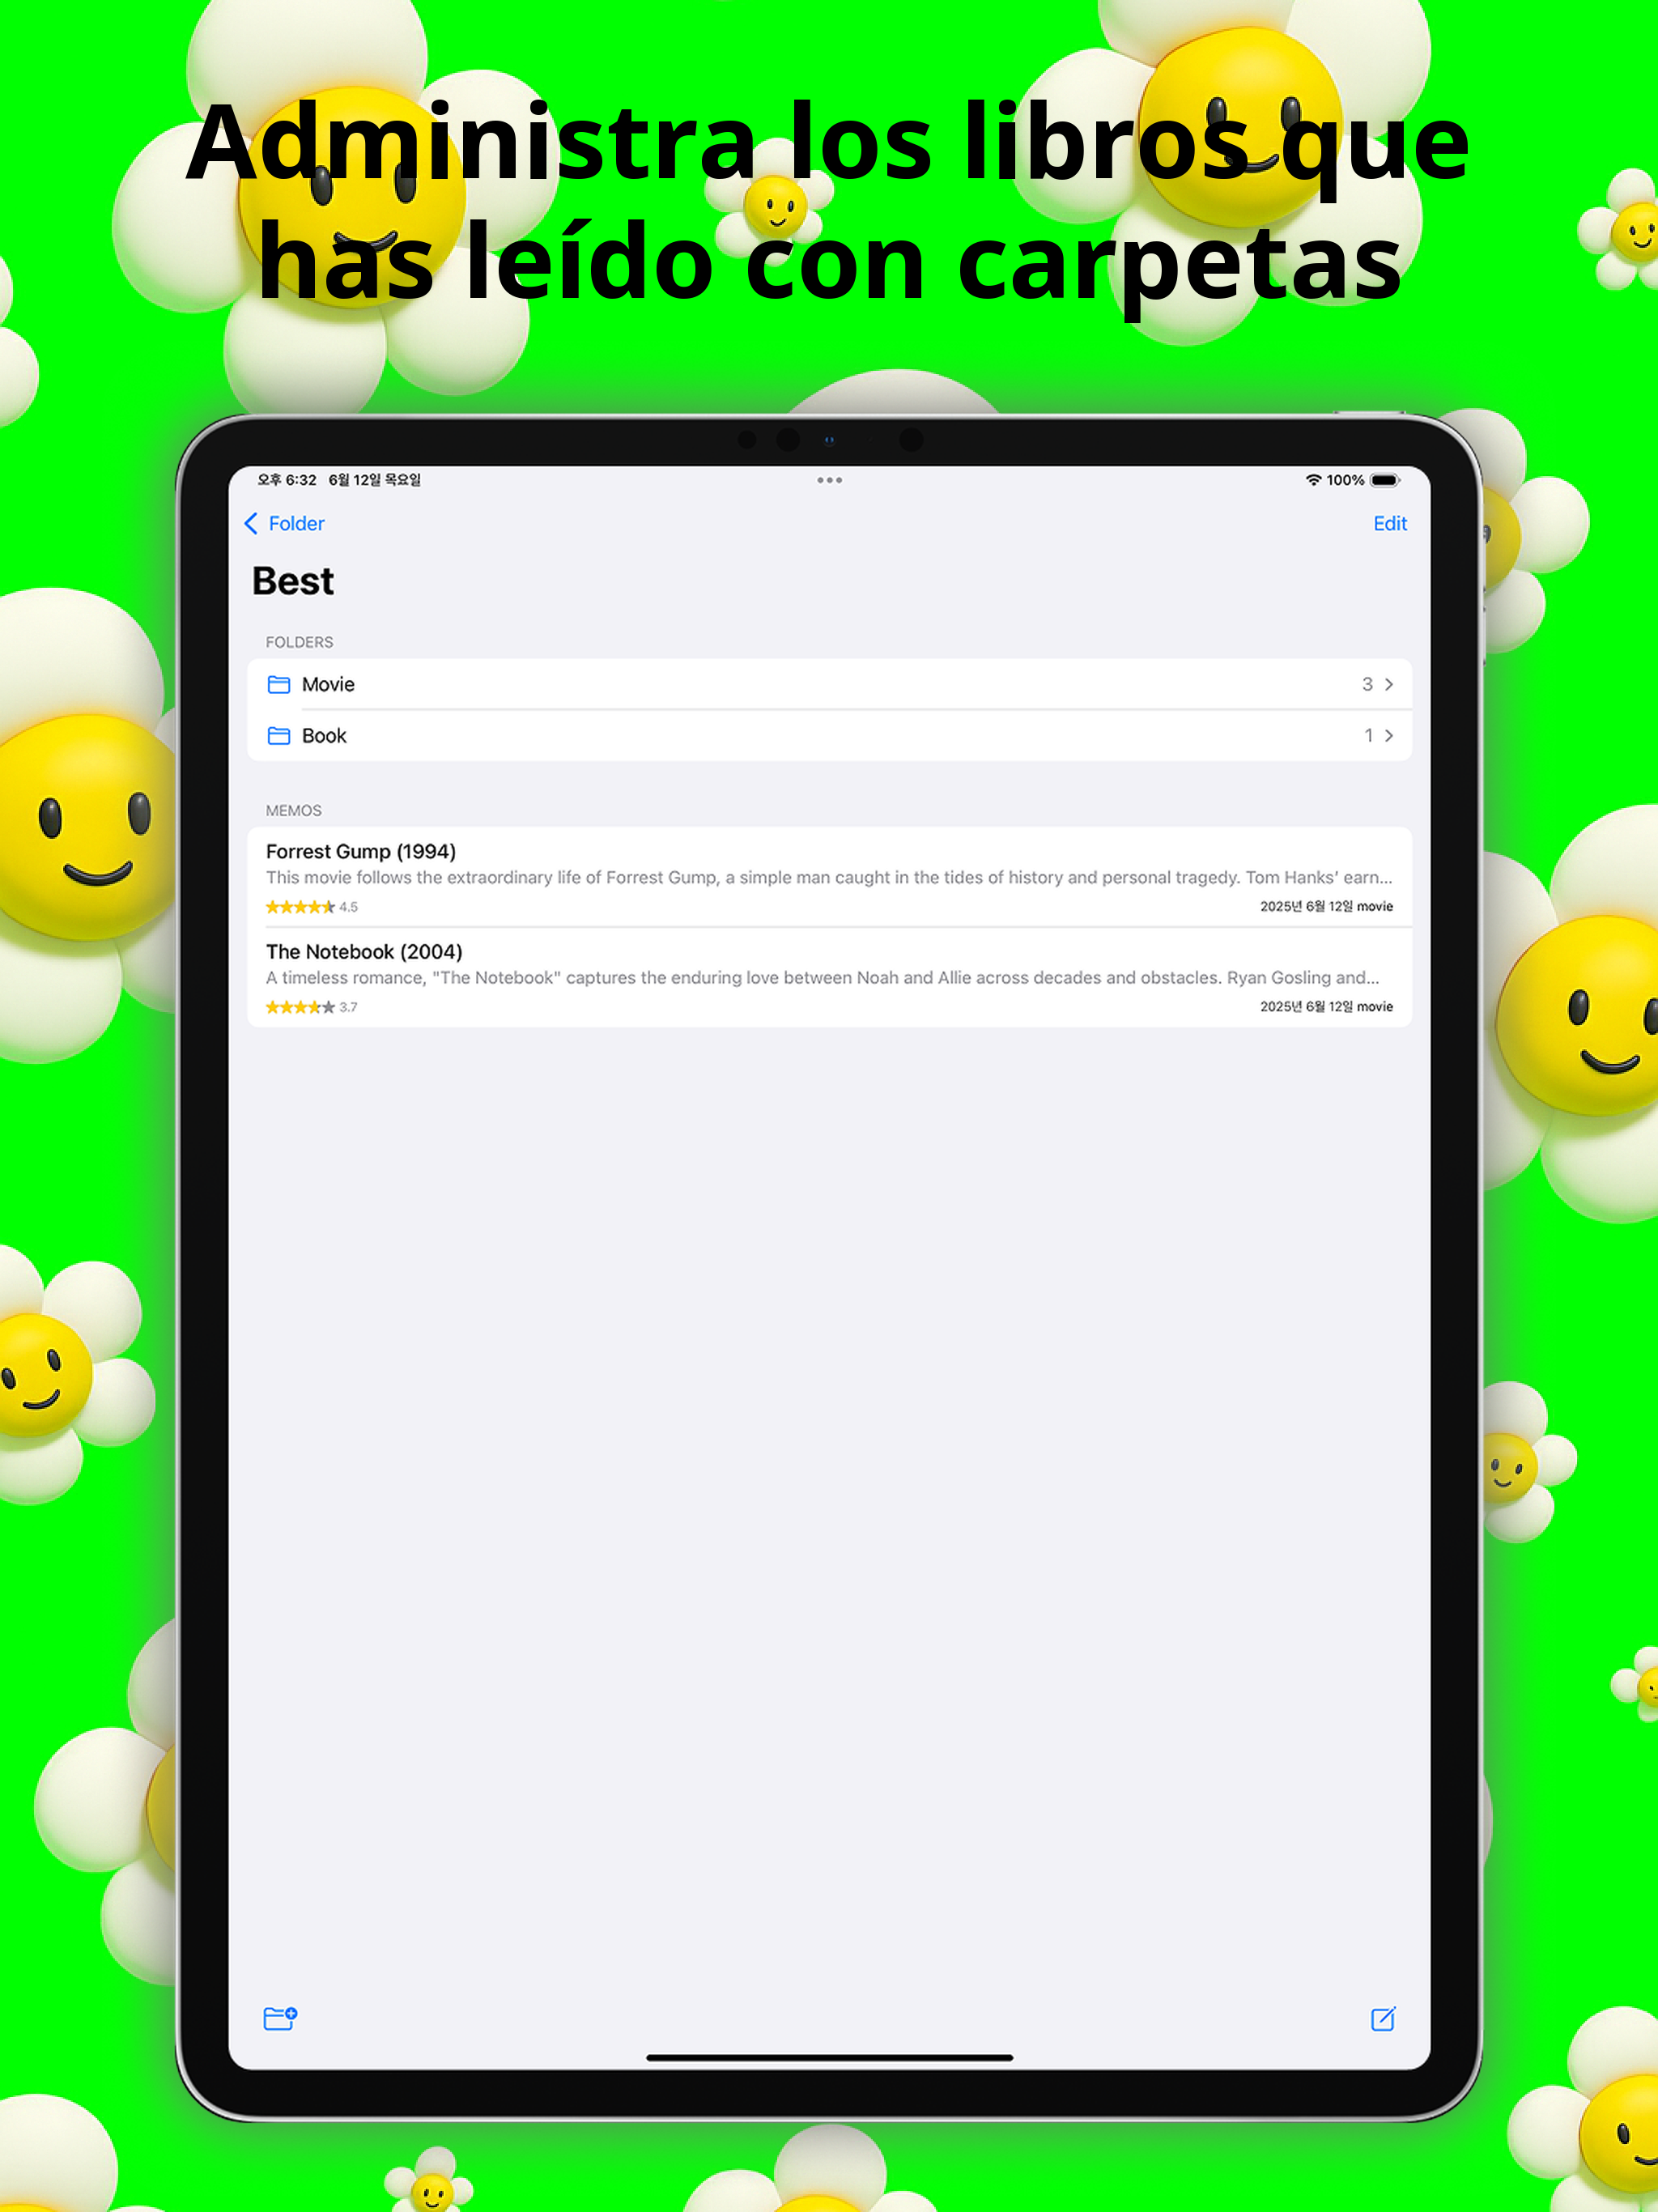 Administra los libros que
has leído con carpetas
오후 6:32 6월 12일 목요일
100%
Folder
Edit
Best
FOLDERS
Movie 3
Book 1
MEMOS
Forrest Gump (1994)
This movie follows the extraordinary life of Forrest Gump, a simple man caught in the tides of history and personal tragedy. Tom Hanks' earn...
4.5 2025년 6월 12일 movie
The Notebook (2004)
A timeless romance, "The Notebook" captures the enduring love between Noah and Allie across decades and obstacles. Ryan Gosling and...
3.7 2025년 6월 12일 movie